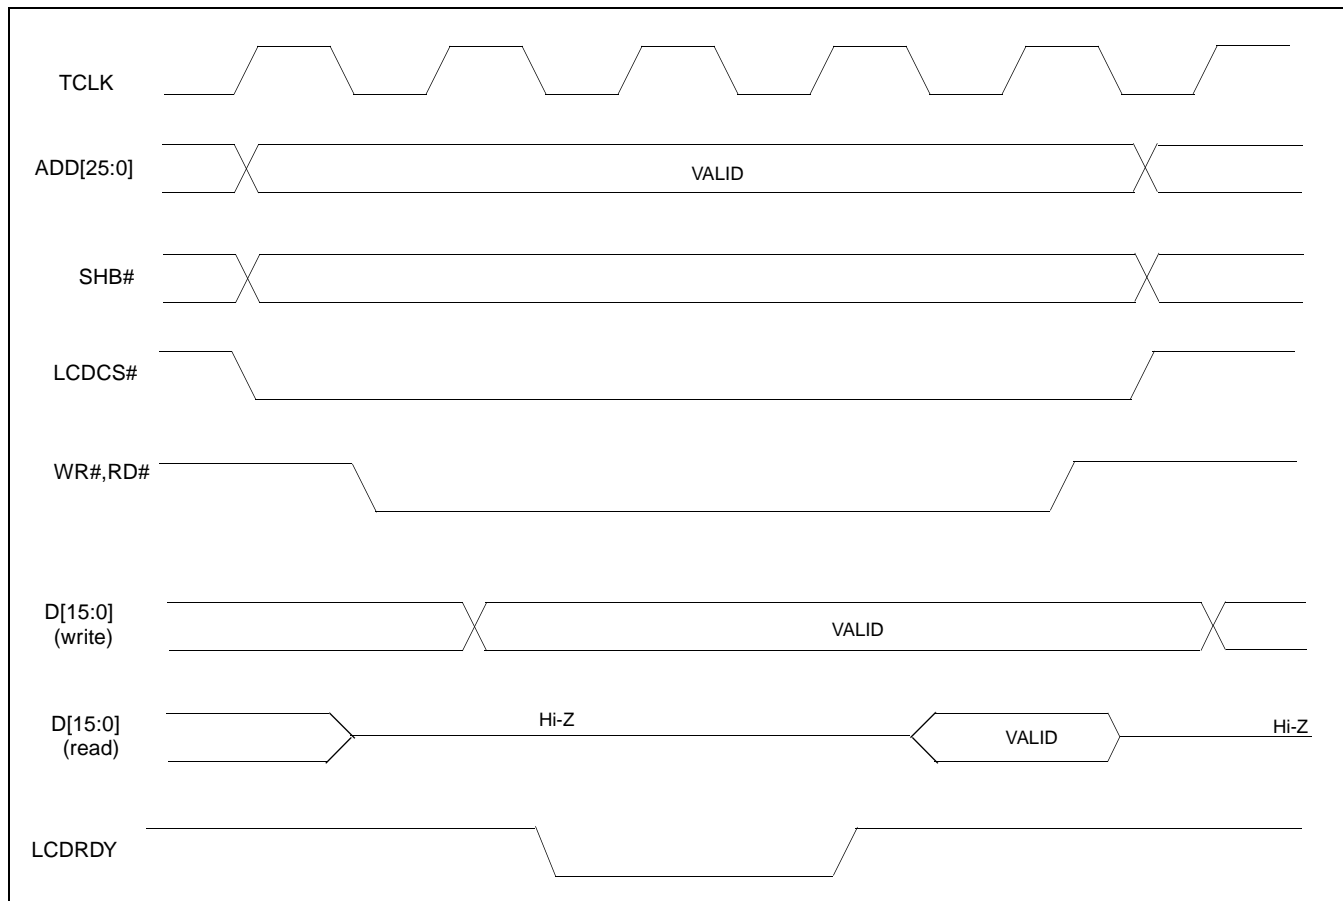 TCLK
ADD[25:0]
VALID
SHB#
LCDCS#
WR#,RD#
D[15:0]
(write)
VALID
D[15:0]
(read)
Hi-Z
VALID
Hi-Z
LCDRDY